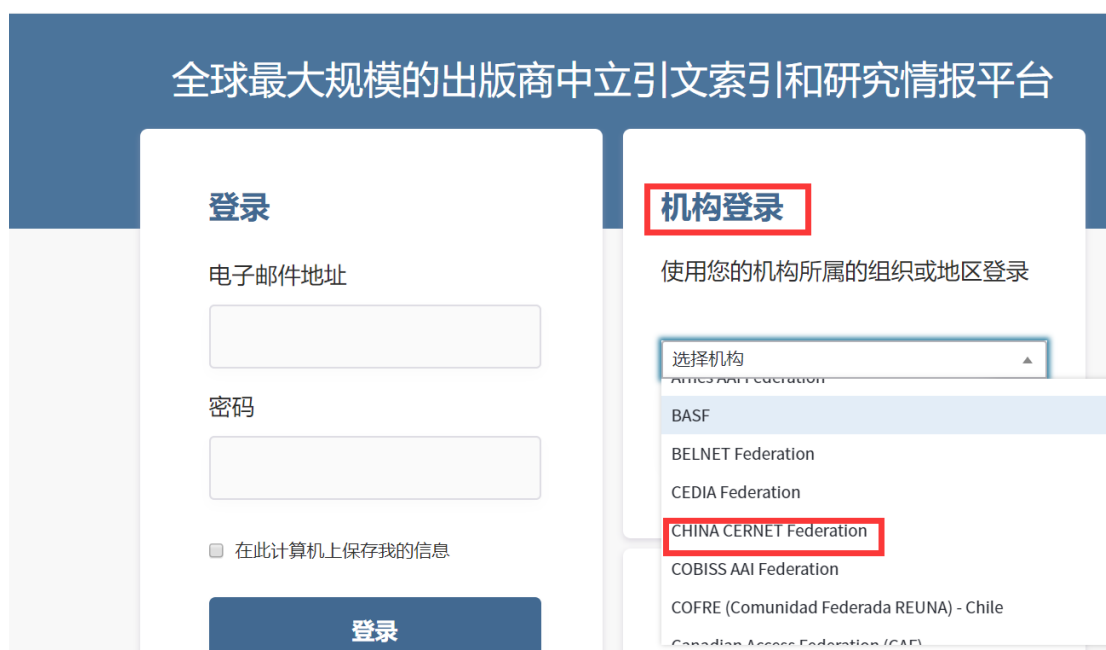 全球最大规模的出版商中立引文索引和研究情报平台
登录
电子邮件地址
密码
在此计算机上保存我的信息
登录
机构登录
使用您的机构所属的组织或地区登录
选择机构
BASF
BELNET Federation
CEDIA Federation
CHINA CERNET Federation
COBISS AAI Federation
COFRE (Comunidad Federada REUNA) - Chile
Canadian Access Federation (CAF)